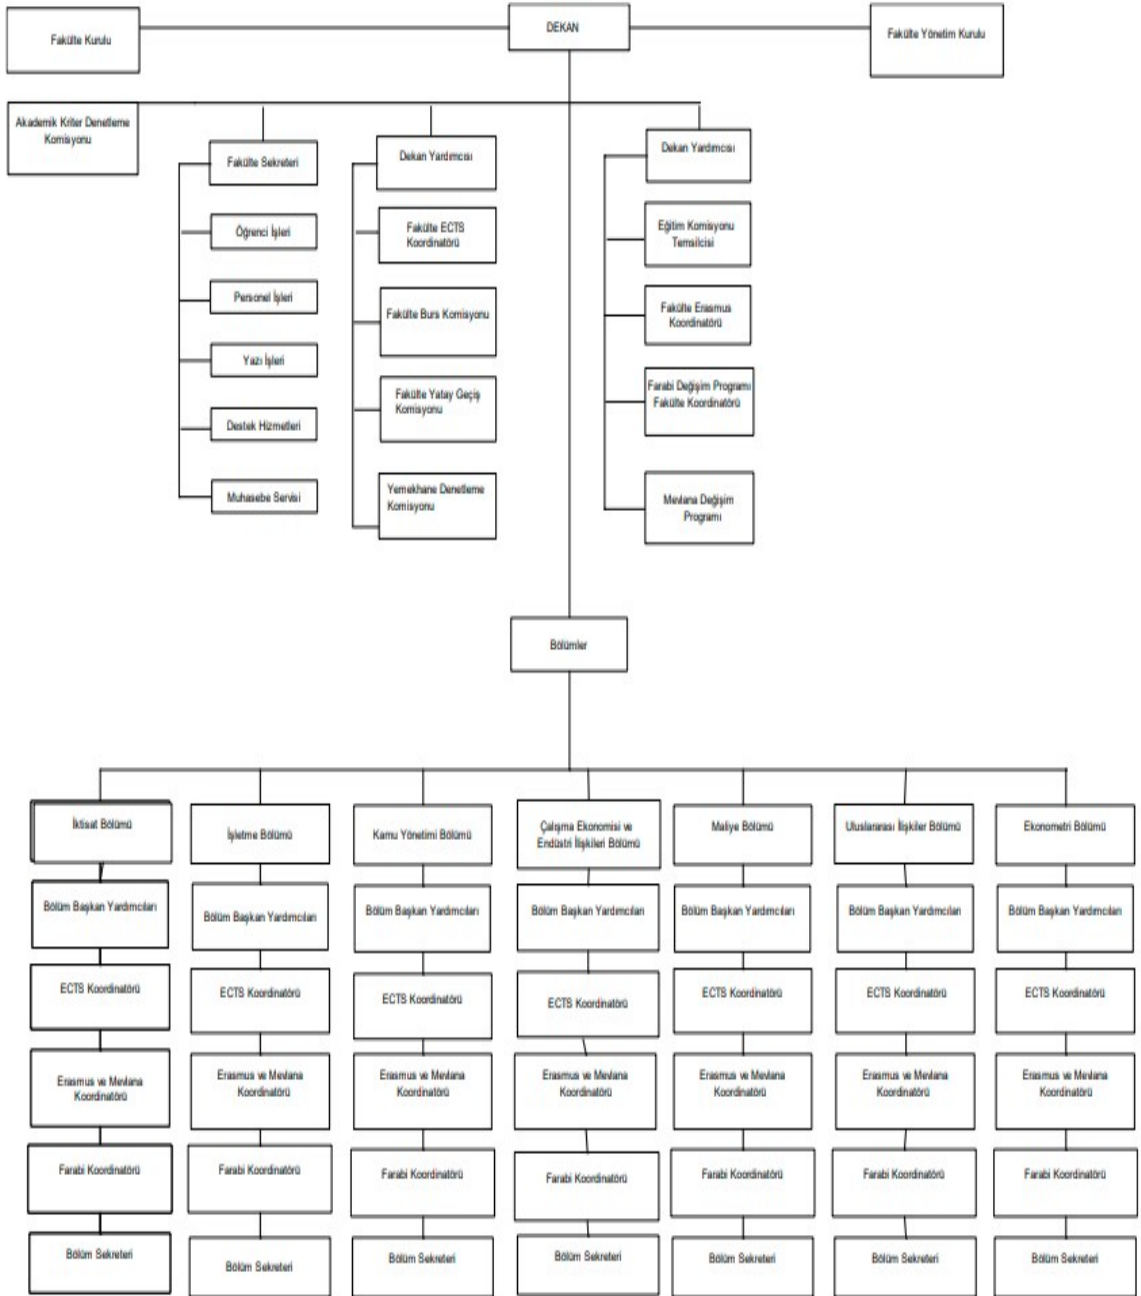 Fakülte Kurulu
DEKAN
Fakülte Yönetim Kurulu
Akademik Kriter Denetleme
Komisyonu
Fakülte Sekreteri
Öğrenci İşleri
Personel İşleri
Yazı İşleri
Destek Hizmetleri
Muhasebe Servisi
Dekan Yardımcısı
Fakülte ECTS
Koordinatörü
Fakülte Burs Komisyonu
Fakülte Yatay Geçiş
Komisyonu
Yemekhane Denetleme
Komisyonu
Dekan Yardımcısı
Eğitim Komisyonu
Temsilcisi
Fakülte Erasmus
Koordinatörü
Farabi Değişim Programı
Fakülte Koordinatörü
Mevlana Değişim
Programı
Bölümler
İktisat Bölümü
Bölüm Başkan Yardımcıları
ECTS Koordinatörü
Erasmus ve Mevlana
Koordinatörü
Farabi Koordinatörü
Bölüm Sekreteri
İşletme Bölümü
Bölüm Başkan Yardımcıları
ECTS Koordinatörü
Erasmus ve Mevlana
Koordinatörü
Farabi Koordinatörü
Bölüm Sekreteri
Kamu Yönetimi Bölümü
Bölüm Başkan Yardımcıları
ECTS Koordinatörü
Erasmus ve Mevlana
Koordinatörü
Farabi Koordinatörü
Bölüm Sekreteri
Çalışma Ekonomisi ve
Endüstri İlişkileri Bölümü
Bölüm Başkan Yardımcıları
ECTS Koordinatörü
Erasmus ve Mevlana
Koordinatörü
Farabi Koordinatörü
Bölüm Sekreteri
Maliye Bölümü
Bölüm Başkan Yardımcıları
ECTS Koordinatörü
Erasmus ve Mevlana
Koordinatörü
Farabi Koordinatörü
Bölüm Sekreteri
Uluslararası İlişkiler Bölümü
Bölüm Başkan Yardımcıları
ECTS Koordinatörü
Erasmus ve Mevlana
Koordinatörü
Farabi Koordinatörü
Bölüm Sekreteri
Ekonometri Bölümü
Bölüm Başkan Yardımcıları
ECTS Koordinatörü
Erasmus ve Mevlana
Koordinatörü
Farabi Koordinatörü
Bölüm Sekreteri